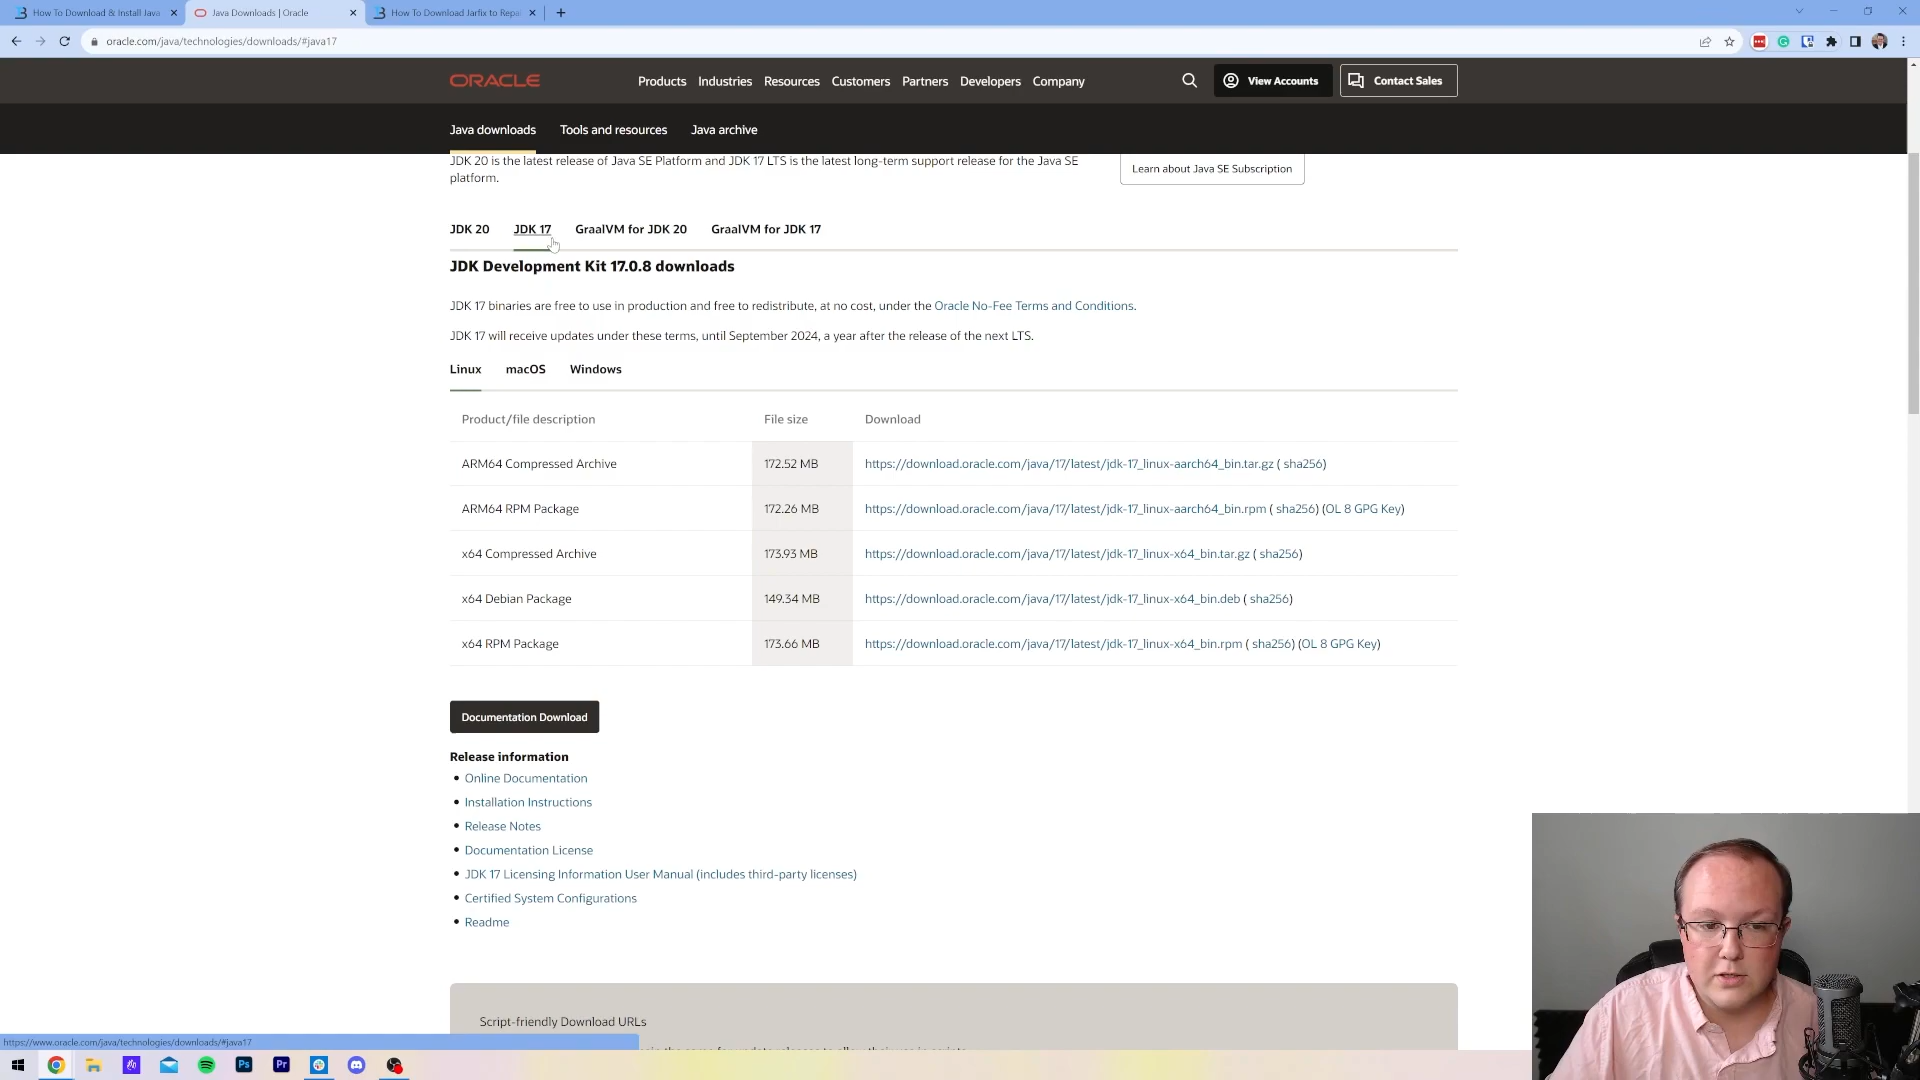 How To Download & Install Java
Java Downloads | Oracle
How To Download Jarfix to Repai
oracle.com/java/technologies/downloads/#java17
ORACLE
Products Industries Resources Customers Partners Developers Company
View Accounts
Contact Sales
Java downloads Tools and resources Java archive
JDK 20 is the latest release of Java SE Platform and JDK 17 LTS is the latest long-term support release for the Java SE
platform.
Learn about Java SE Subscription
JDK 20 JDK 17 GraalVM for JDK 20 GraalVM for JDK 17
JDK Development Kit 17.0.8 downloads
JDK 17 binaries are free to use in production and free to redistribute, at no cost, under the Oracle No-Fee Terms and Conditions.
JDK 17 will receive updates under these terms, until September 2024, a year after the release of the next LTS.
Linux macOS Windows
Product/file description File size Download
ARM64 Compressed Archive 172.52 MB https://download.oracle.com/java/17/latest/jdk-17_linux-aarch64_bin.tar.gz ( sha256)
ARM64 RPM Package 172.26 MB https://download.oracle.com/java/17/latest/jdk-17_linux-aarch64_bin.rpm ( sha256) (OL 8 GPG Key)
x64 Compressed Archive 173.93 MB https://download.oracle.com/java/17/latest/jdk-17_linux-x64_bin.tar.gz ( sha256)
x64 Debian Package 149.34 MB https://download.oracle.com/java/17/latest/jdk-17_linux-x64_bin.deb ( sha256)
x64 RPM Package 173.66 MB https://download.oracle.com/java/17/latest/jdk-17_linux-x64_bin.rpm ( sha256) (OL 8 GPG Key)
Documentation Download
Release information
Online Documentation
Installation Instructions
Release Notes
Documentation License
JDK 17 Licensing Information User Manual (includes third-party licenses)
Certified System Configurations
Readme
Script-friendly Download URLs
https://www.oracle.com/java/technologies/downloads/#java17
Ps
Pr